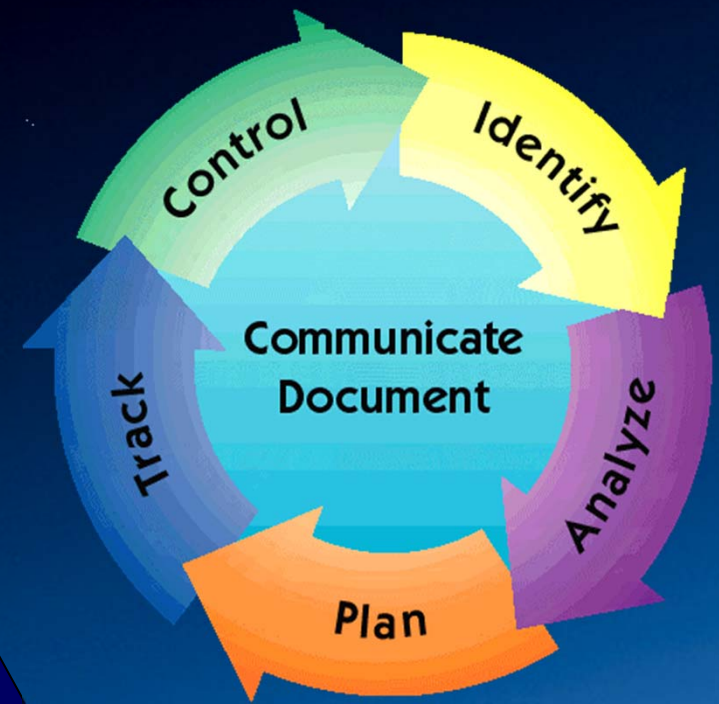 Control
Identify
Communicate
Document
Track
Analyze
Plan